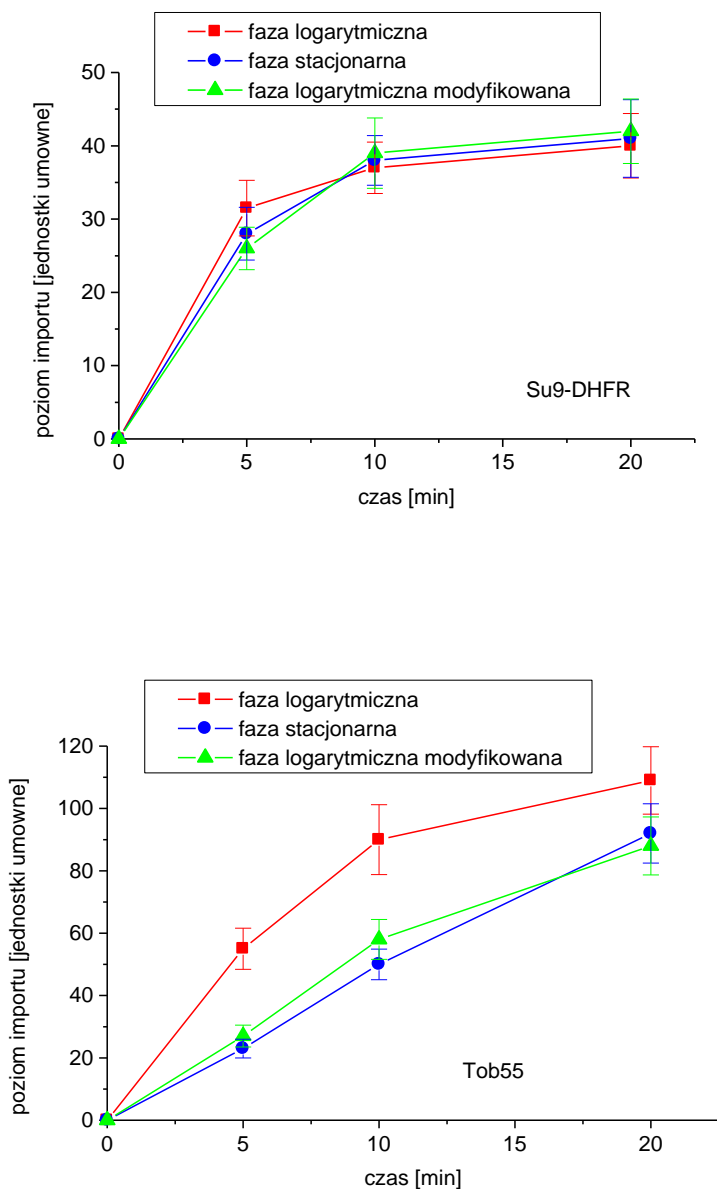 faza logarytmiczna
faza stacjonarna
faza logarytmiczna modyfikowana
50
40
30
20
10
0
poziom importu [jednostki umowne]
Su9-DHFR
0 5 10 15 20
czas [min]
faza logarytmiczna
faza stacjonarna
faza logarytmiczna modyfikowana
120
100
80
60
40
20
0
poziom importu [jednostki umowne]
Tob55
0 5 10 15 20
czas [min]